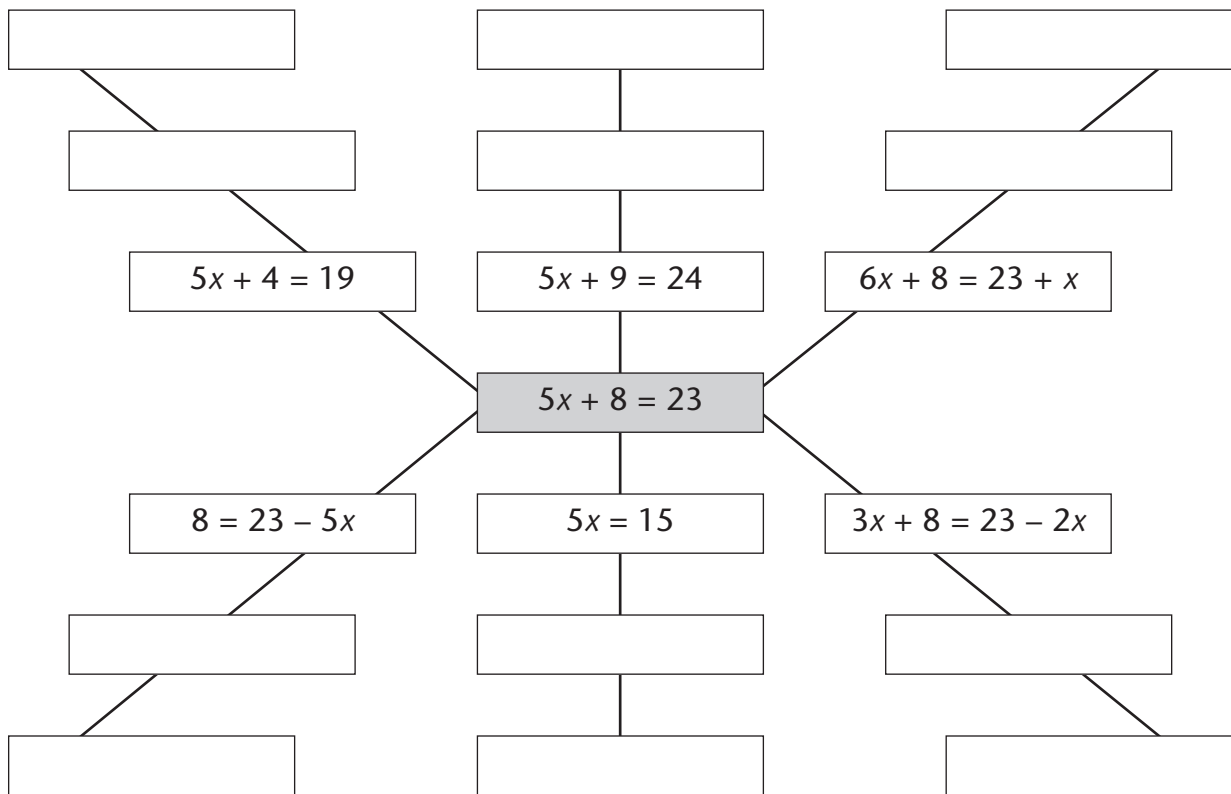 5x + 4 = 19
5x + 9 = 24
6x + 8 = 23 + x
5x + 8 = 23
8 = 23 – 5x
5x = 15
3x + 8 = 23 – 2x